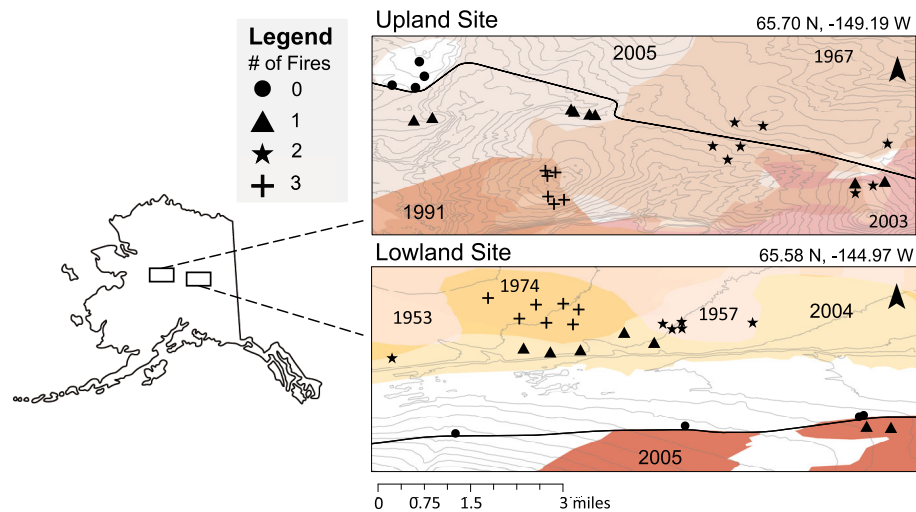 Upland Site
65.70 N, -149.19 W
Legend
# of Fires
0
1
2
3
2005
1967
1991
2003
Lowland Site
65.58 N, -144.97 W
1974
1953
1957
2004
2005
0 0.75 1.5 3 miles